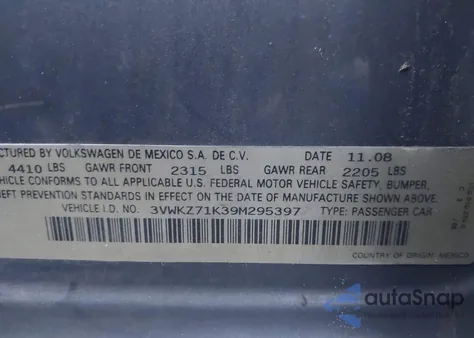 CTURED BY VOLKSWAGEN DE MEXICO S.A. DE C.V. DATE 11.08
4410 LBS GAWR FRONT 2315 LBS GAWR REAR 2205 LBS
EHICLE CONFORMS TO ALL APPLICABLE U.S. FEDERAL MOTOR VEHICLE SAFETY, BUMPER,
HEFT PREVENTION STANDARDS IN EFFECT ON THE DATE OF MANUFACTURE SHOWN ABOVE.
VEHICLE I.D. NO. 3VWKZ71K39M295397 TYPE: PASSENGER CAR
COUNTRY OF ORIGIN: MEXICO
autoSnap